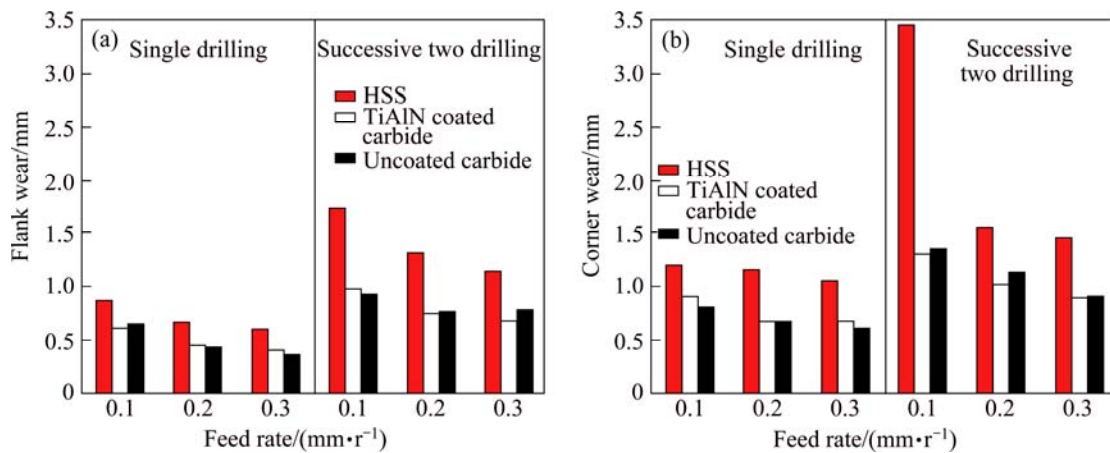 (a)
Single drilling
Successive two drilling
HSS
TiAlN coated
carbide
Uncoated carbide
Flank wear/mm
3.5
3.0
2.5
2.0
1.5
1.0
0.5
0
0.1 0.2 0.3 0.1 0.2 0.3
Feed rate/(mm·r⁻¹)
(b)
Single drilling
Successive
two drilling
HSS
TiAlN coated
carbide
Uncoated carbide
Corner wear/mm
3.5
3.0
2.5
2.0
1.5
1.0
0.5
0
0.1 0.2 0.3 0.1 0.2 0.3
Feed rate/(mm·r⁻¹)